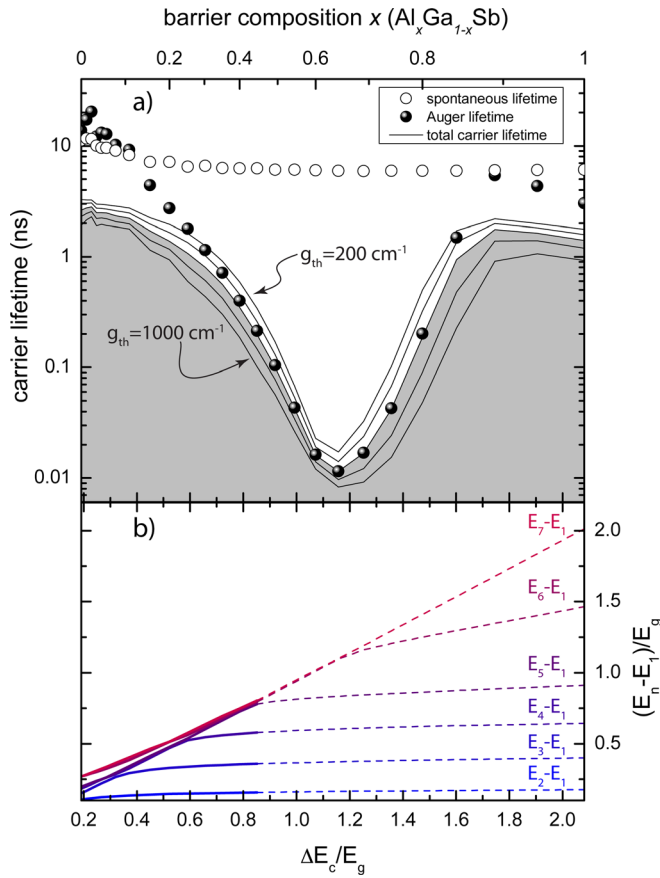 barrier composition x (AlₓGa₁₋ₓSb)
0 0.2 0.4 0.6 0.8 1
a)
spontaneous lifetime
Auger lifetime
total carrier lifetime
10
1
0.1
0.01
carrier lifetime (ns)
gₜₕ=200 cm⁻¹
gₜₕ=1000 cm⁻¹
b)
E₇-E₁
E₆-E₁
E₅-E₁
E₄-E₁
E₃-E₁
E₂-E₁
2.0
1.5
1.0
0.5
(Eₙ-E₁)/E_g
0.2 0.4 0.6 0.8 1.0 1.2 1.4 1.6 1.8 2.0
ΔE_c/E_g